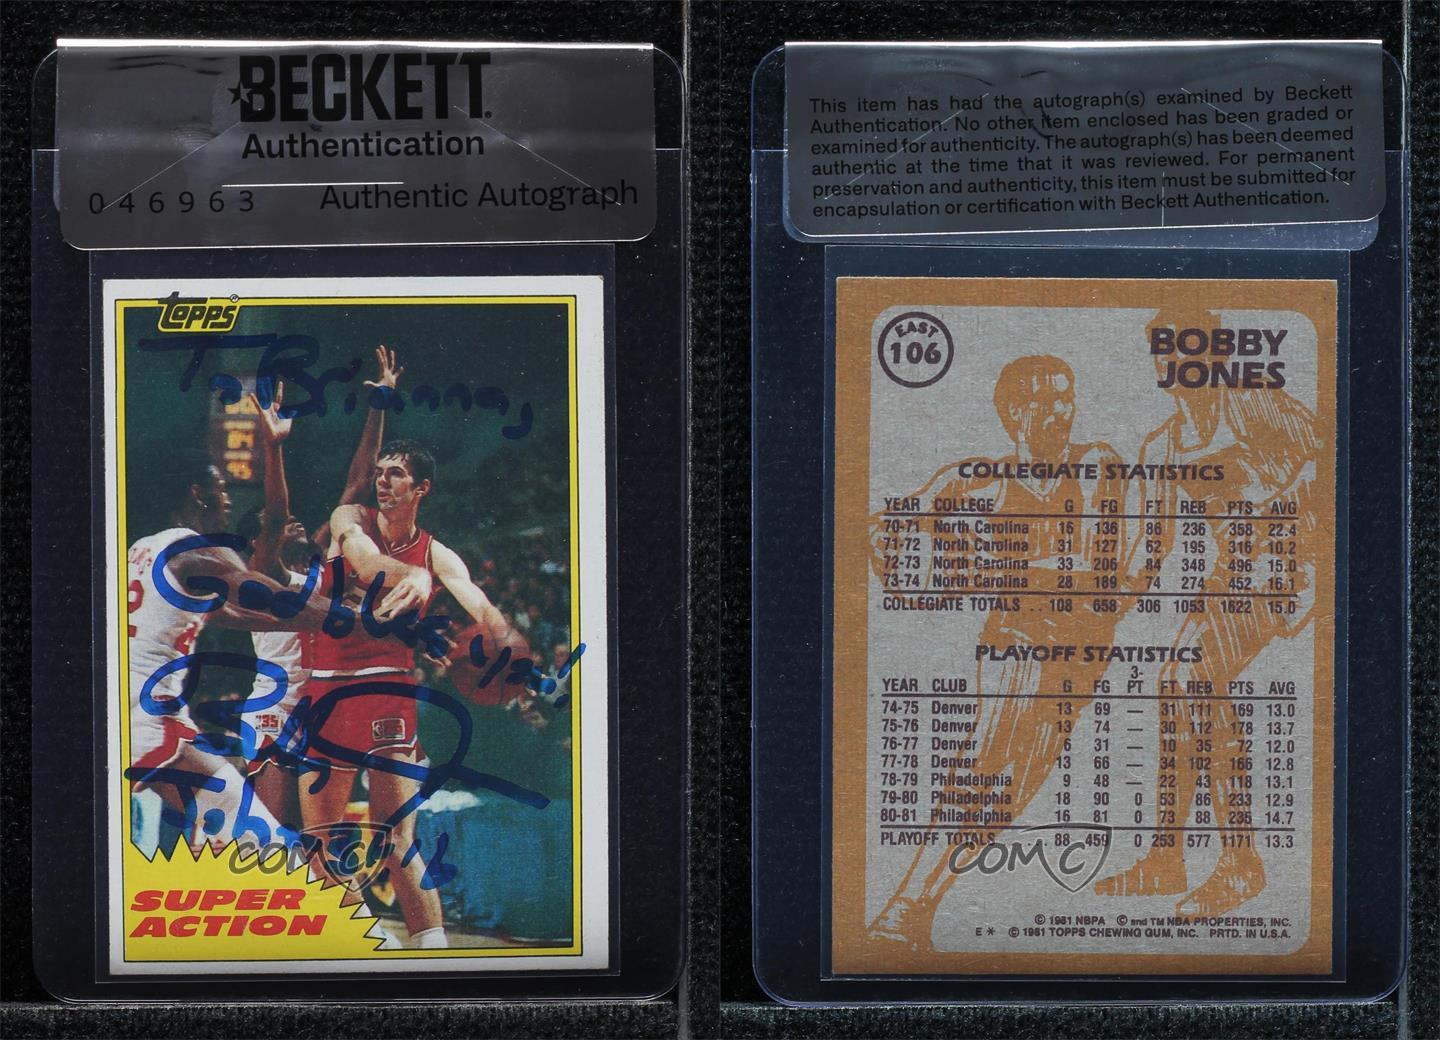 BECKETT
Authentication
046963 Authentic Autograph
Topps
To Brianna,
God bless you!
John 3:16
SUPER
ACTION
COMC
This item has had the autograph(s) examined by Beckett
Authentication. No other item enclosed has been graded or
examined for authenticity. The autograph(s) has been deemed
authentic at the time that it was reviewed. For permanent
preservation and authenticity, this item must be submitted for
encapsulation or certification with Beckett Authentication.
EAST
106
BOBBY
JONES
COLLEGIATE STATISTICS
YEAR COLLEGE G FG FT REB PTS AVG
70-71 North Carolina 16 136 86 236 358 22.4
71-72 North Carolina 31 127 62 195 316 10.2
72-73 North Carolina 33 206 84 348 496 15.0
73-74 North Carolina 28 189 74 274 452 16.1
COLLEGIATE TOTALS .. 108 658 306 1053 1622 15.0
PLAYOFF STATISTICS
YEAR CLUB G FG 3-PT FT REB PTS AVG
74-75 Denver 13 69 — 31 111 169 13.0
75-76 Denver 13 74 — 30 112 178 13.7
76-77 Denver 6 31 — 10 35 72 12.0
77-78 Denver 13 66 — 34 102 166 12.8
78-79 Philadelphia 9 48 — 22 43 118 13.1
79-80 Philadelphia 18 90 0 53 86 233 12.9
80-81 Philadelphia 16 81 0 73 88 235 14.7
PLAYOFF TOTALS 88 459 0 253 577 1171 13.3
COMC
© 1981 NBPA © and TM NBA PROPERTIES, INC.
E * © 1981 TOPPS CHEWING GUM, INC. PRTD. IN U.S.A.